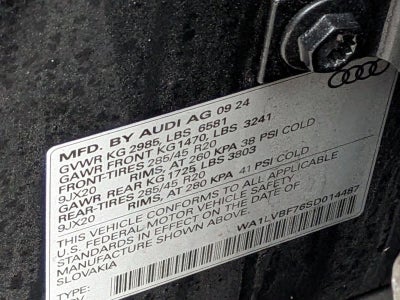 MFD. BY AUDI AG 09 24
GVWR KG 2985, LBS 6581
GAWR FRONT KG1470, LBS 3241
FRONT-TIRES 285/45 R20
9JX20 RIMS, AT 260 KPA 38 PSI COLD
GAWR REAR KG 1725 LBS 3803
REAR-TIRES 285/45 R20
9JX20 RIMS, AT 280 KPA 41 PSI COLD
THIS VEHICLE CONFORMS TO ALL APPLICABLE
U.S. FEDERAL MOTOR VEHICLE SAFETY
STANDARDS IN EFFECT ON THE DATE OF
MANUFACTURE SHOWN ABOVE.
SLOVAKIA WA1LVBF76SD014487
TYPE: